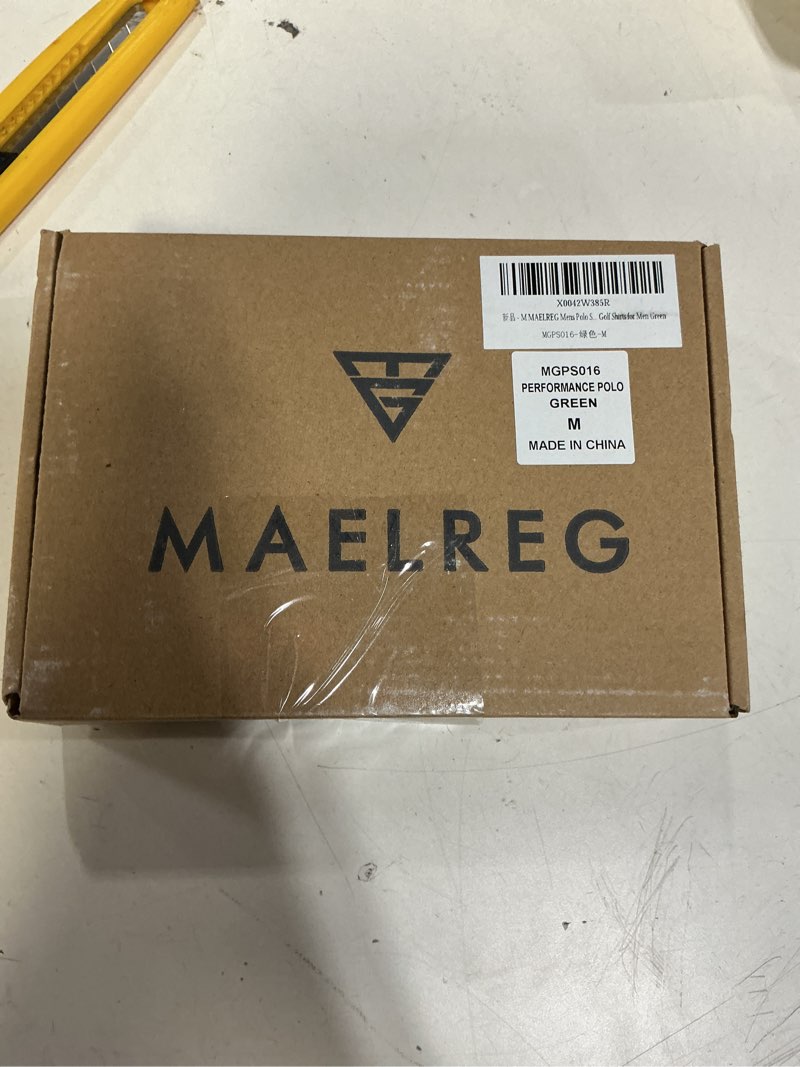 X0042W385R
新品 - M MAELREG Mens Polo S... Golf Shirts for Men Green
MGPS016-绿色-M
MGPS016
PERFORMANCE POLO
GREEN
M
MADE IN CHINA
MAELREG